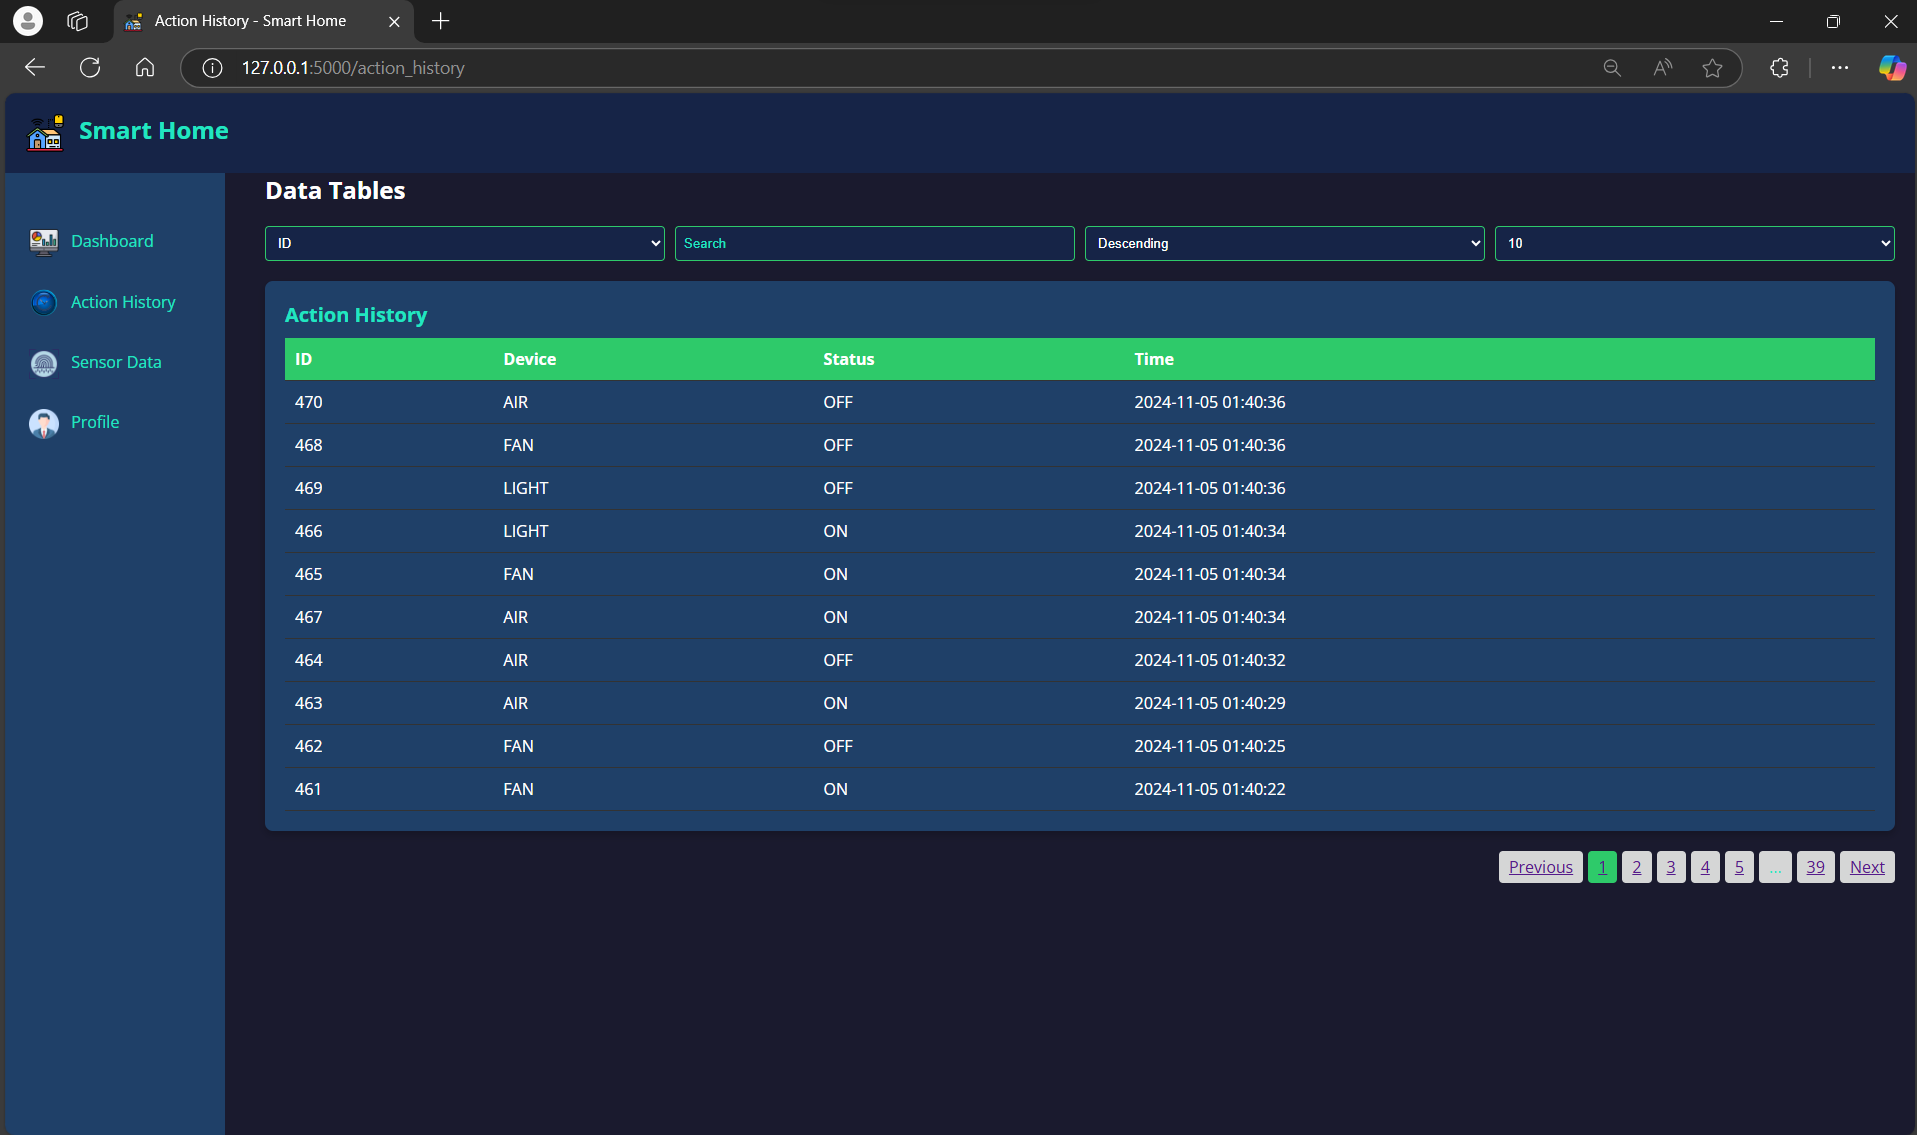 Action History - Smart Home
127.0.0.1:5000/action_history
Smart Home
Dashboard
Action History
Sensor Data
Profile
Data Tables
ID Search Descending 10
Action History
ID Device Status Time
470 AIR OFF 2024-11-05 01:40:36
468 FAN OFF 2024-11-05 01:40:36
469 LIGHT OFF 2024-11-05 01:40:36
466 LIGHT ON 2024-11-05 01:40:34
465 FAN ON 2024-11-05 01:40:34
467 AIR ON 2024-11-05 01:40:34
464 AIR OFF 2024-11-05 01:40:32
463 AIR ON 2024-11-05 01:40:29
462 FAN OFF 2024-11-05 01:40:25
461 FAN ON 2024-11-05 01:40:22
Previous 1 2 3 4 5 ... 39 Next